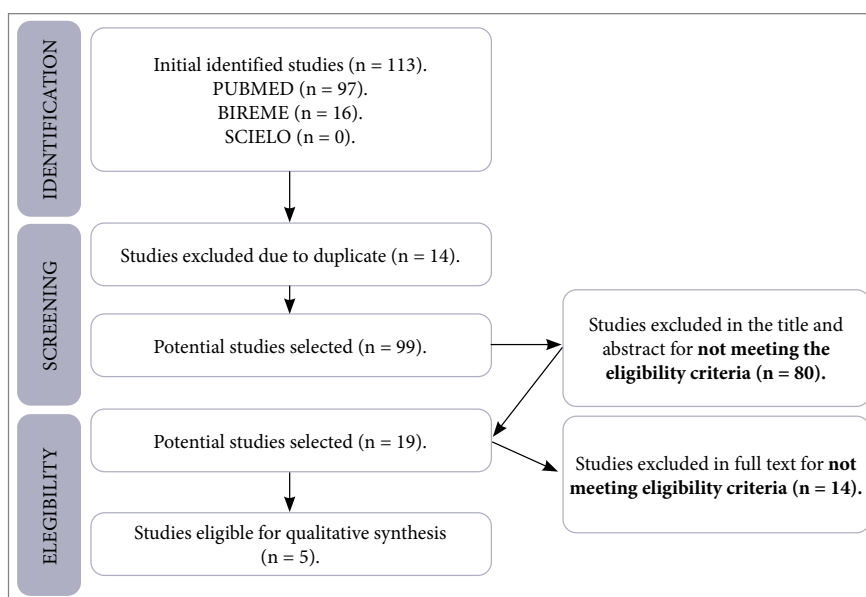 IDENTIFICATION
Initial identified studies (n = 113).
PUBMED (n = 97).
BIREME (n = 16).
SCIELO (n = 0).
SCREENING
Studies excluded due to duplicate (n = 14).
Potential studies selected (n = 99).
Studies excluded in the title and
abstract for not meeting the
eligibility criteria (n = 80).
ELEGIBILITY
Potential studies selected (n = 19).
Studies excluded in full text for not
meeting eligibility criteria (n = 14).
Studies eligible for qualitative synthesis
(n = 5).